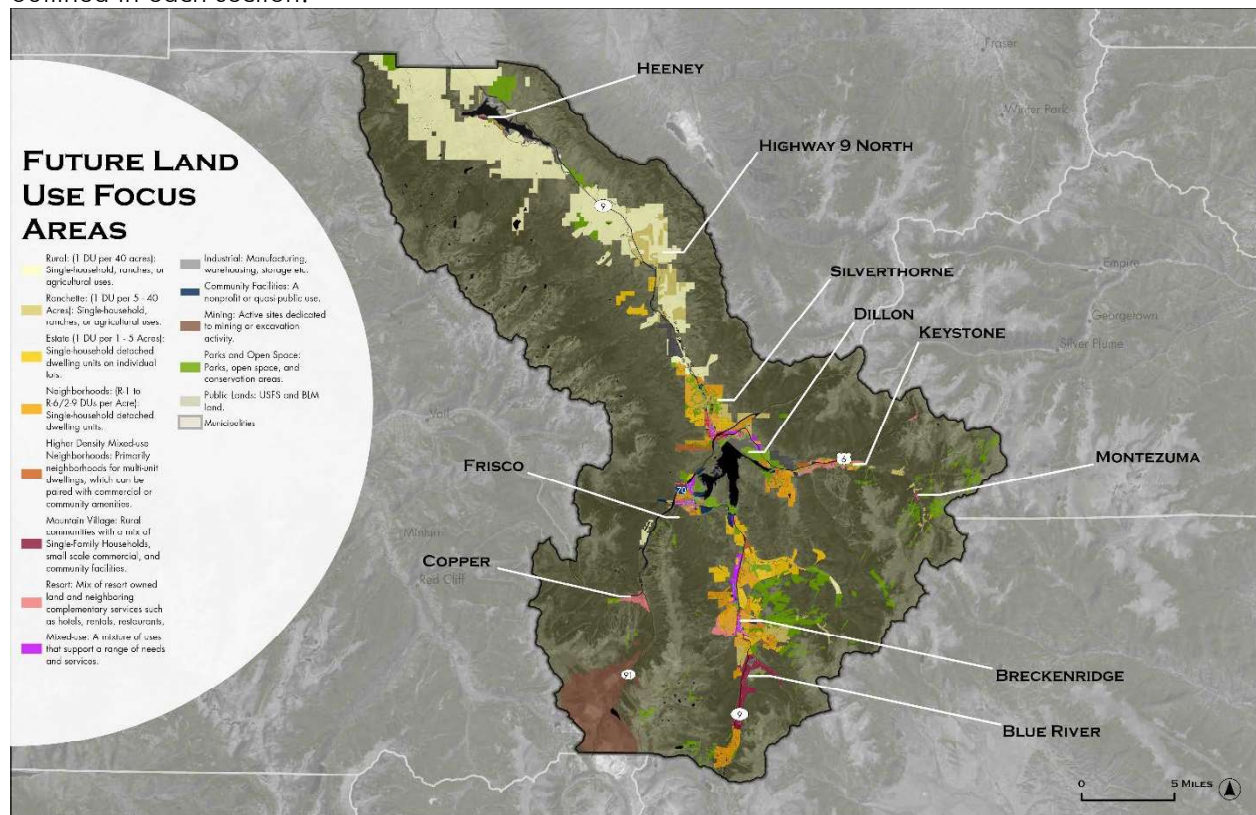 outlined in each section.
FUTURE LAND
USE FOCUS
AREAS
Rural: (1 DU per 40 acres):
Single-household, ranches, or
agricultural uses.
Ranchette: (1 DU per 5 - 40
Acres): Single-household,
ranches, or agricultural uses.
Estate (1 DU per 1 - 5 Acres):
Single-household detached
dwelling units on individual
lots.
Neighborhoods: (R-1 to
R-6/2-9 DUs per Acre):
Single-household detached
dwelling units.
Higher Density Mixed-use
Neighborhoods: Primarily
neighborhoods for multi-unit
dwellings, which can be
paired with commercial or
community amenities.
Mountain Village: Rural
communities with a mix of
Single-Family Households,
small scale commercial, and
community facilities.
Resort: Mix of resort owned
land and neighboring
complementary services such
as hotels, rentals, restaurants,
Mixed-use: A mixture of uses
that support a range of needs
and services.
Industrial: Manufacturing,
warehousing, storage etc.
Community Facilities: A
nonprofit or quasi-public use.
Mining: Active sites dedicated
to mining or excavation
activity.
Parks and Open Space:
Parks, open space, and
conservation areas.
Public Lands: USFS and BLM
land.
Municipalities
HEENEY
HIGHWAY 9 NORTH
SILVERTHORNE
DILLON
KEYSTONE
MONTEZUMA
FRISCO
COPPER
BRECKENRIDGE
BLUE RIVER
Fraser
Winter Park
Empire
Georgetown
Silver Plume
Vail
Minturn
Red Cliff
9
6
70
91
9
0 5 MILES